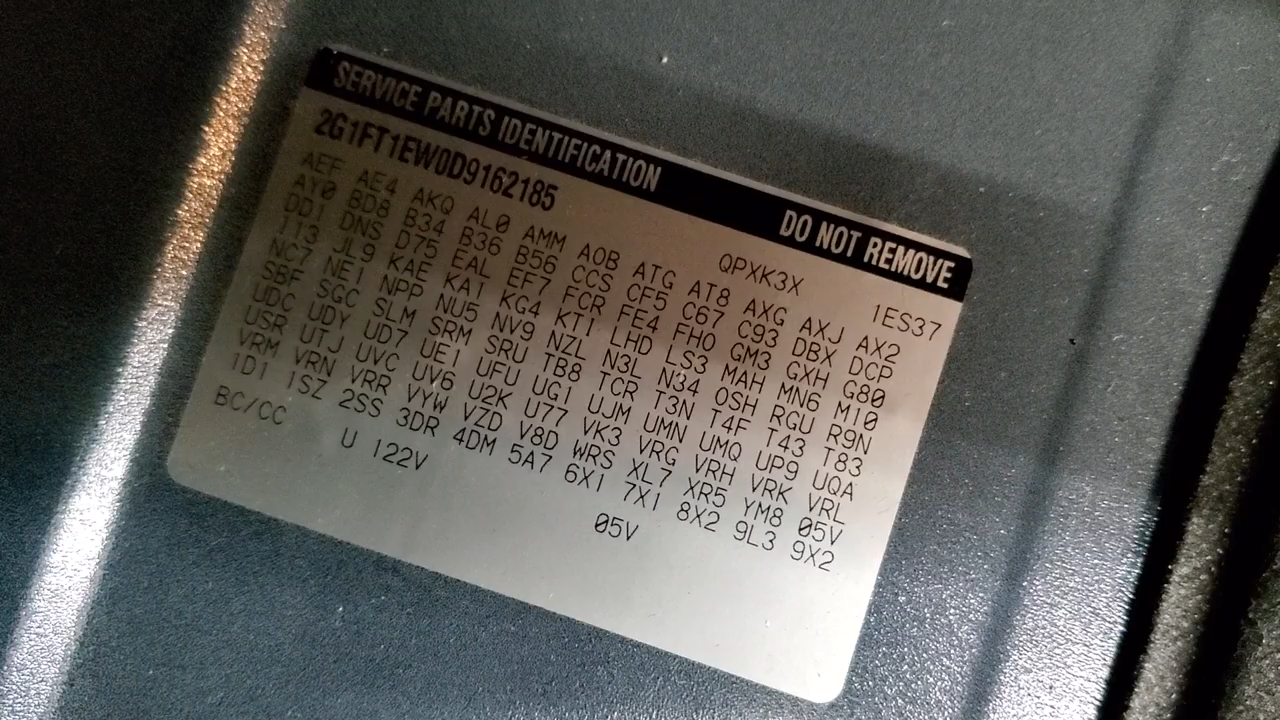 SERVICE PARTS IDENTIFICATION DO NOT REMOVE
2G1FT1EW0D9162185 QPXK3X 1ES37
AEF AE4 AKQ AL0 AMM A0B ATG AT8 AXG AXJ AX2
AY0 BD8 B34 B36 B56 CCS CF5 C67 C93 DBX DCP
DD1 DNS D75 EAL EF7 FCR FE4 FH0 GM3 GXH G80
I13 JL9 KAE KA1 KG4 KT1 LHD LS3 MAH MN6 M10
NC7 NE1 NPP NU5 NV9 NZL N3L N34 OSH RGU R9N
SBF SGC SLM SRM SRU TB8 TCR T3N T4F T43 T83
UDC UDY UD7 UE1 UFU UG1 UJM UMN UMQ UP9 UQA
USR UTJ UVC UV6 U2K U77 VK3 VRG VRH VRK VRL
VRM VRN VRR VYW VZD V8D WRS XL7 XR5 YM8 05V
1D1 1SZ 2SS 3DR 4DM 5A7 6X1 7X1 8X2 9L3 9X2
BC/CC U 122V 05V